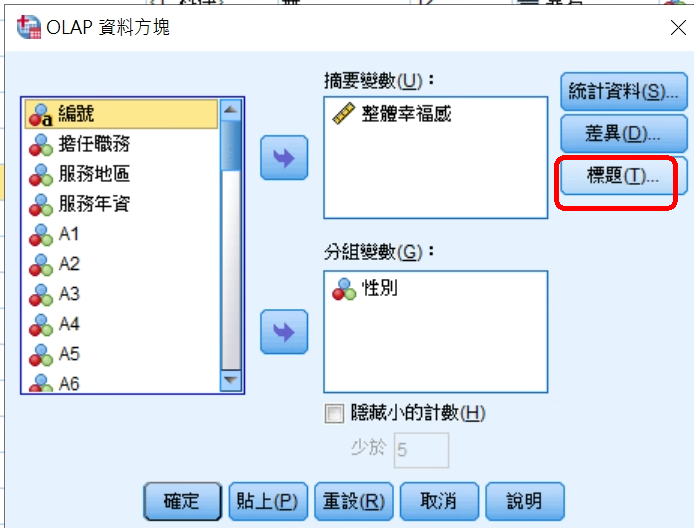 OLAP 資料方塊
編號
擔任職務
服務地區
服務年資
A1
A2
A3
A4
A5
A6
摘要變數(U)：
整體幸福感
分組變數(G)：
性別
隱藏小的計數(H)
少於 5
統計資料(S)...
差異(D)...
標題(T)...
確定 貼上(P) 重設(R) 取消 說明